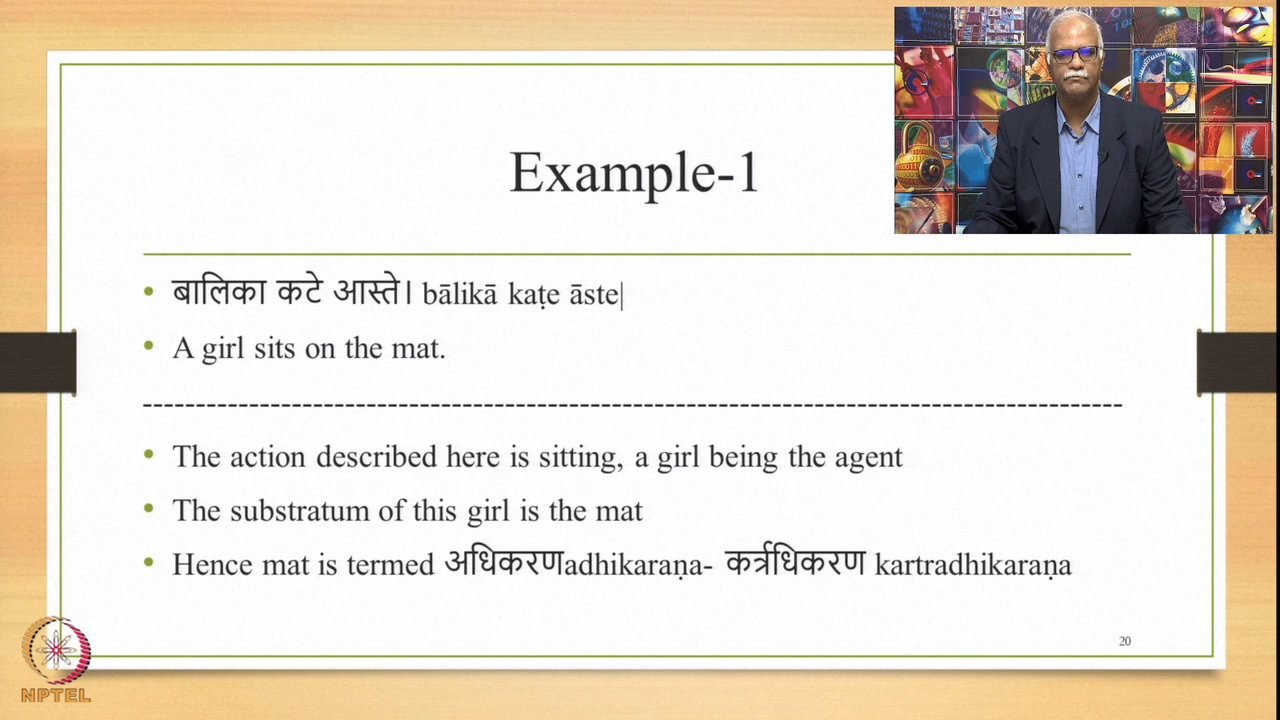 Example-1
• बालिका कटे आस्ते। bālikā kaṭe āste|
• A girl sits on the mat.
--------------------------------------------------------------------------------------------
• The action described here is sitting, a girl being the agent
• The substratum of this girl is the mat
• Hence mat is termed अधिकरणadhikaraṇa- कर्त्रधिकरण kartradhikaraṇa
20
NPTEL